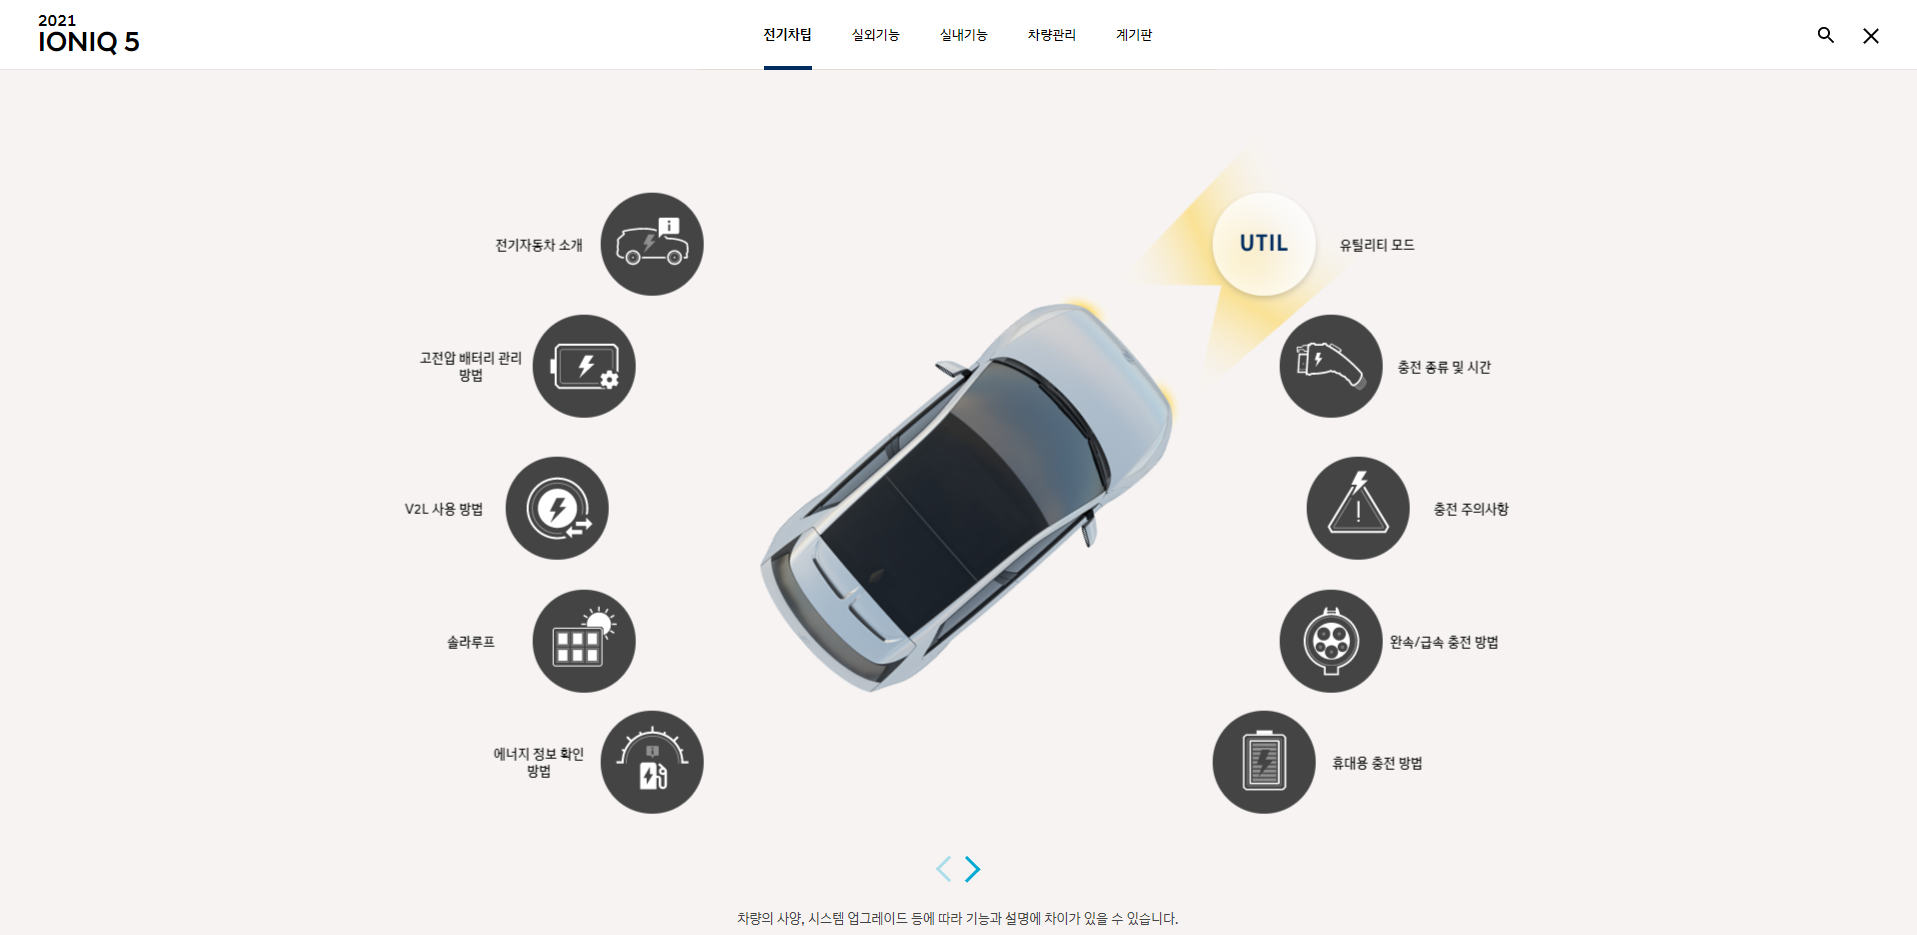 2021
IONIQ 5
전기차팁
실외기능
실내기능
차량관리
계기판
전기자동차 소개
UTIL
유틸리티 모드
고전압 배터리 관리
방법
충전 종류 및 시간
V2L 사용 방법
충전 주의사항
솔라루프
완속/급속 충전 방법
에너지 정보 확인
방법
휴대용 충전 방법
차량의 사양, 시스템 업그레이드 등에 따라 기능과 설명에 차이가 있을 수 있습니다.